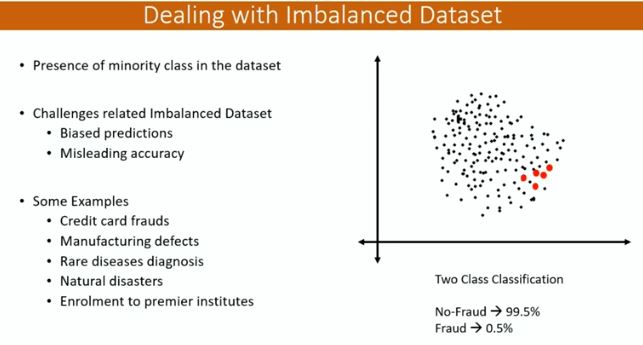 Dealing with Imbalanced Dataset
• Presence of minority class in the dataset
• Challenges related Imbalanced Dataset
• Biased predictions
• Misleading accuracy
• Some Examples
• Credit card frauds
• Manufacturing defects
• Rare diseases diagnosis
• Natural disasters
• Enrolment to premier institutes
Two Class Classification
No-Fraud → 99.5%
Fraud → 0.5%